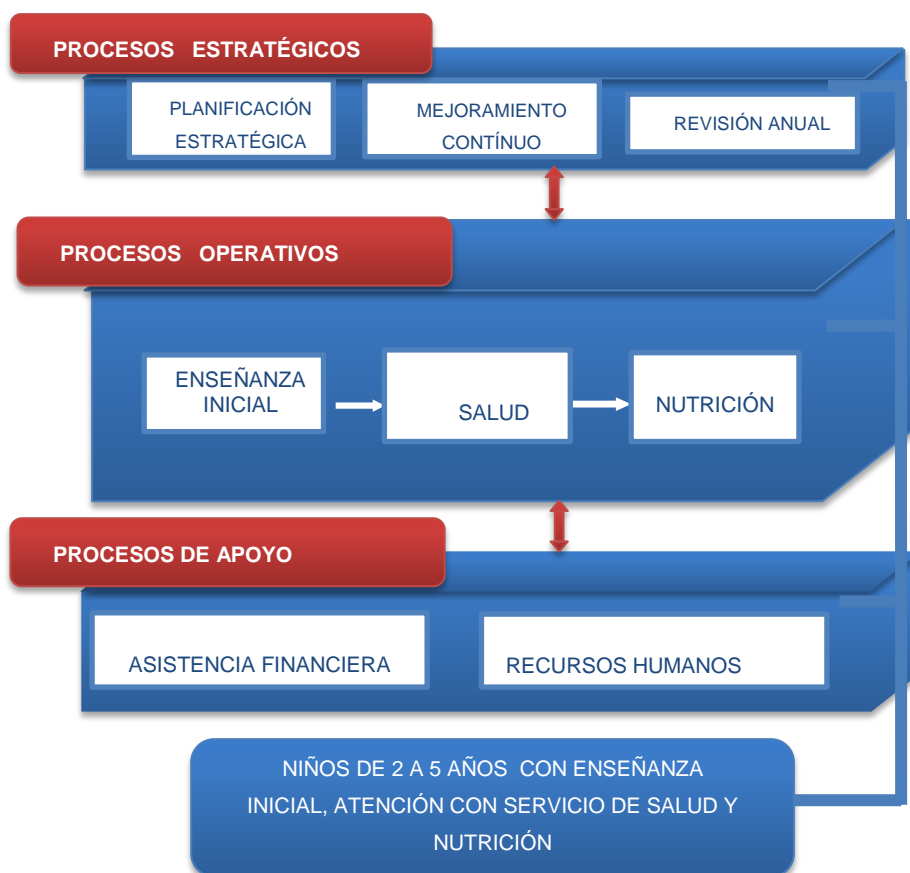 PROCESOS ESTRATÉGICOS
PLANIFICACIÓN
ESTRATÉGICA
MEJORAMIENTO
CONTÍNUO
REVISIÓN ANUAL
PROCESOS OPERATIVOS
ENSEÑANZA
INICIAL
SALUD
NUTRICIÓN
PROCESOS DE APOYO
ASISTENCIA FINANCIERA
RECURSOS HUMANOS
NIÑOS DE 2 A 5 AÑOS CON ENSEÑANZA
INICIAL, ATENCIÓN CON SERVICIO DE SALUD Y
NUTRICIÓN